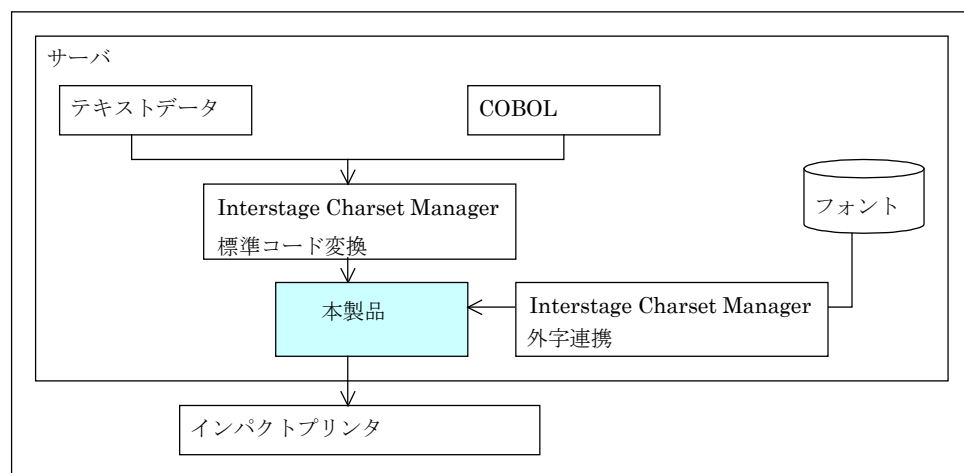 サーバ
テキストデータ
COBOL
Interstage Charset Manager
標準コード変換
フォント
本製品
Interstage Charset Manager
外字連携
インパクトプリンタ